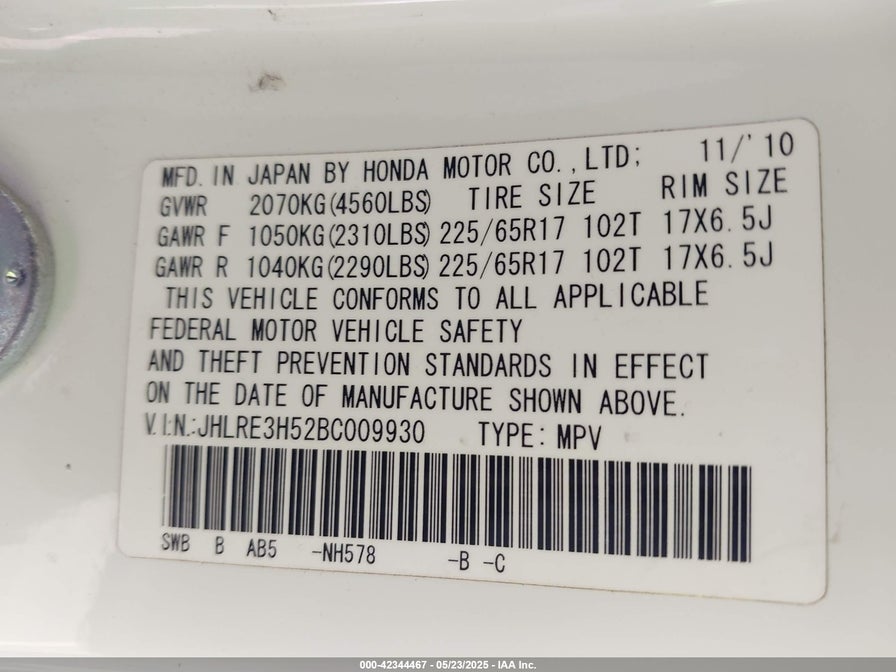 MFD. IN JAPAN BY HONDA MOTOR CO., LTD; 11/'10
GVWR 2070KG(4560LBS) TIRE SIZE RIM SIZE
GAWR F 1050KG(2310LBS) 225/65R17 102T 17X6.5J
GAWR R 1040KG(2290LBS) 225/65R17 102T 17X6.5J
THIS VEHICLE CONFORMS TO ALL APPLICABLE
FEDERAL MOTOR VEHICLE SAFETY
AND THEFT PREVENTION STANDARDS IN EFFECT
ON THE DATE OF MANUFACTURE SHOWN ABOVE.
V.I.N.:JHLRE3H52BC009930 TYPE: MPV
SWB B AB5 -NH578 -B -C
000-42344467 - 05/23/2025 - IAA Inc.